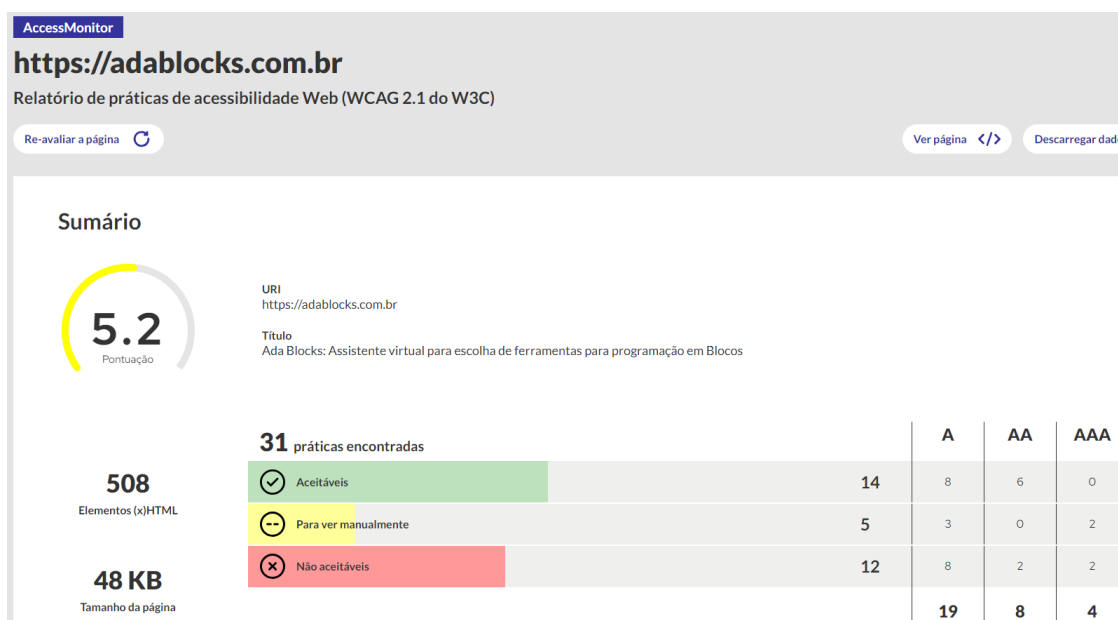 AccessMonitor
https://adablocks.com.br
Relatório de práticas de acessibilidade Web (WCAG 2.1 do W3C)
Re-avaliar a página
Ver página </>
Descarregar
Sumário
5.2
Pontuação
URI
https://adablocks.com.br
Título
Ada Blocks: Assistente virtual para escolha de ferramentas para programação em Blocos
508
Elementos (x)HTML
48 KB
Tamanho da página
31 práticas encontradas A AA AAA
Aceitáveis 14 8 6 0
Para ver manualmente 5 3 0 2
Não aceitáveis 12 8 2 2
19 8 4